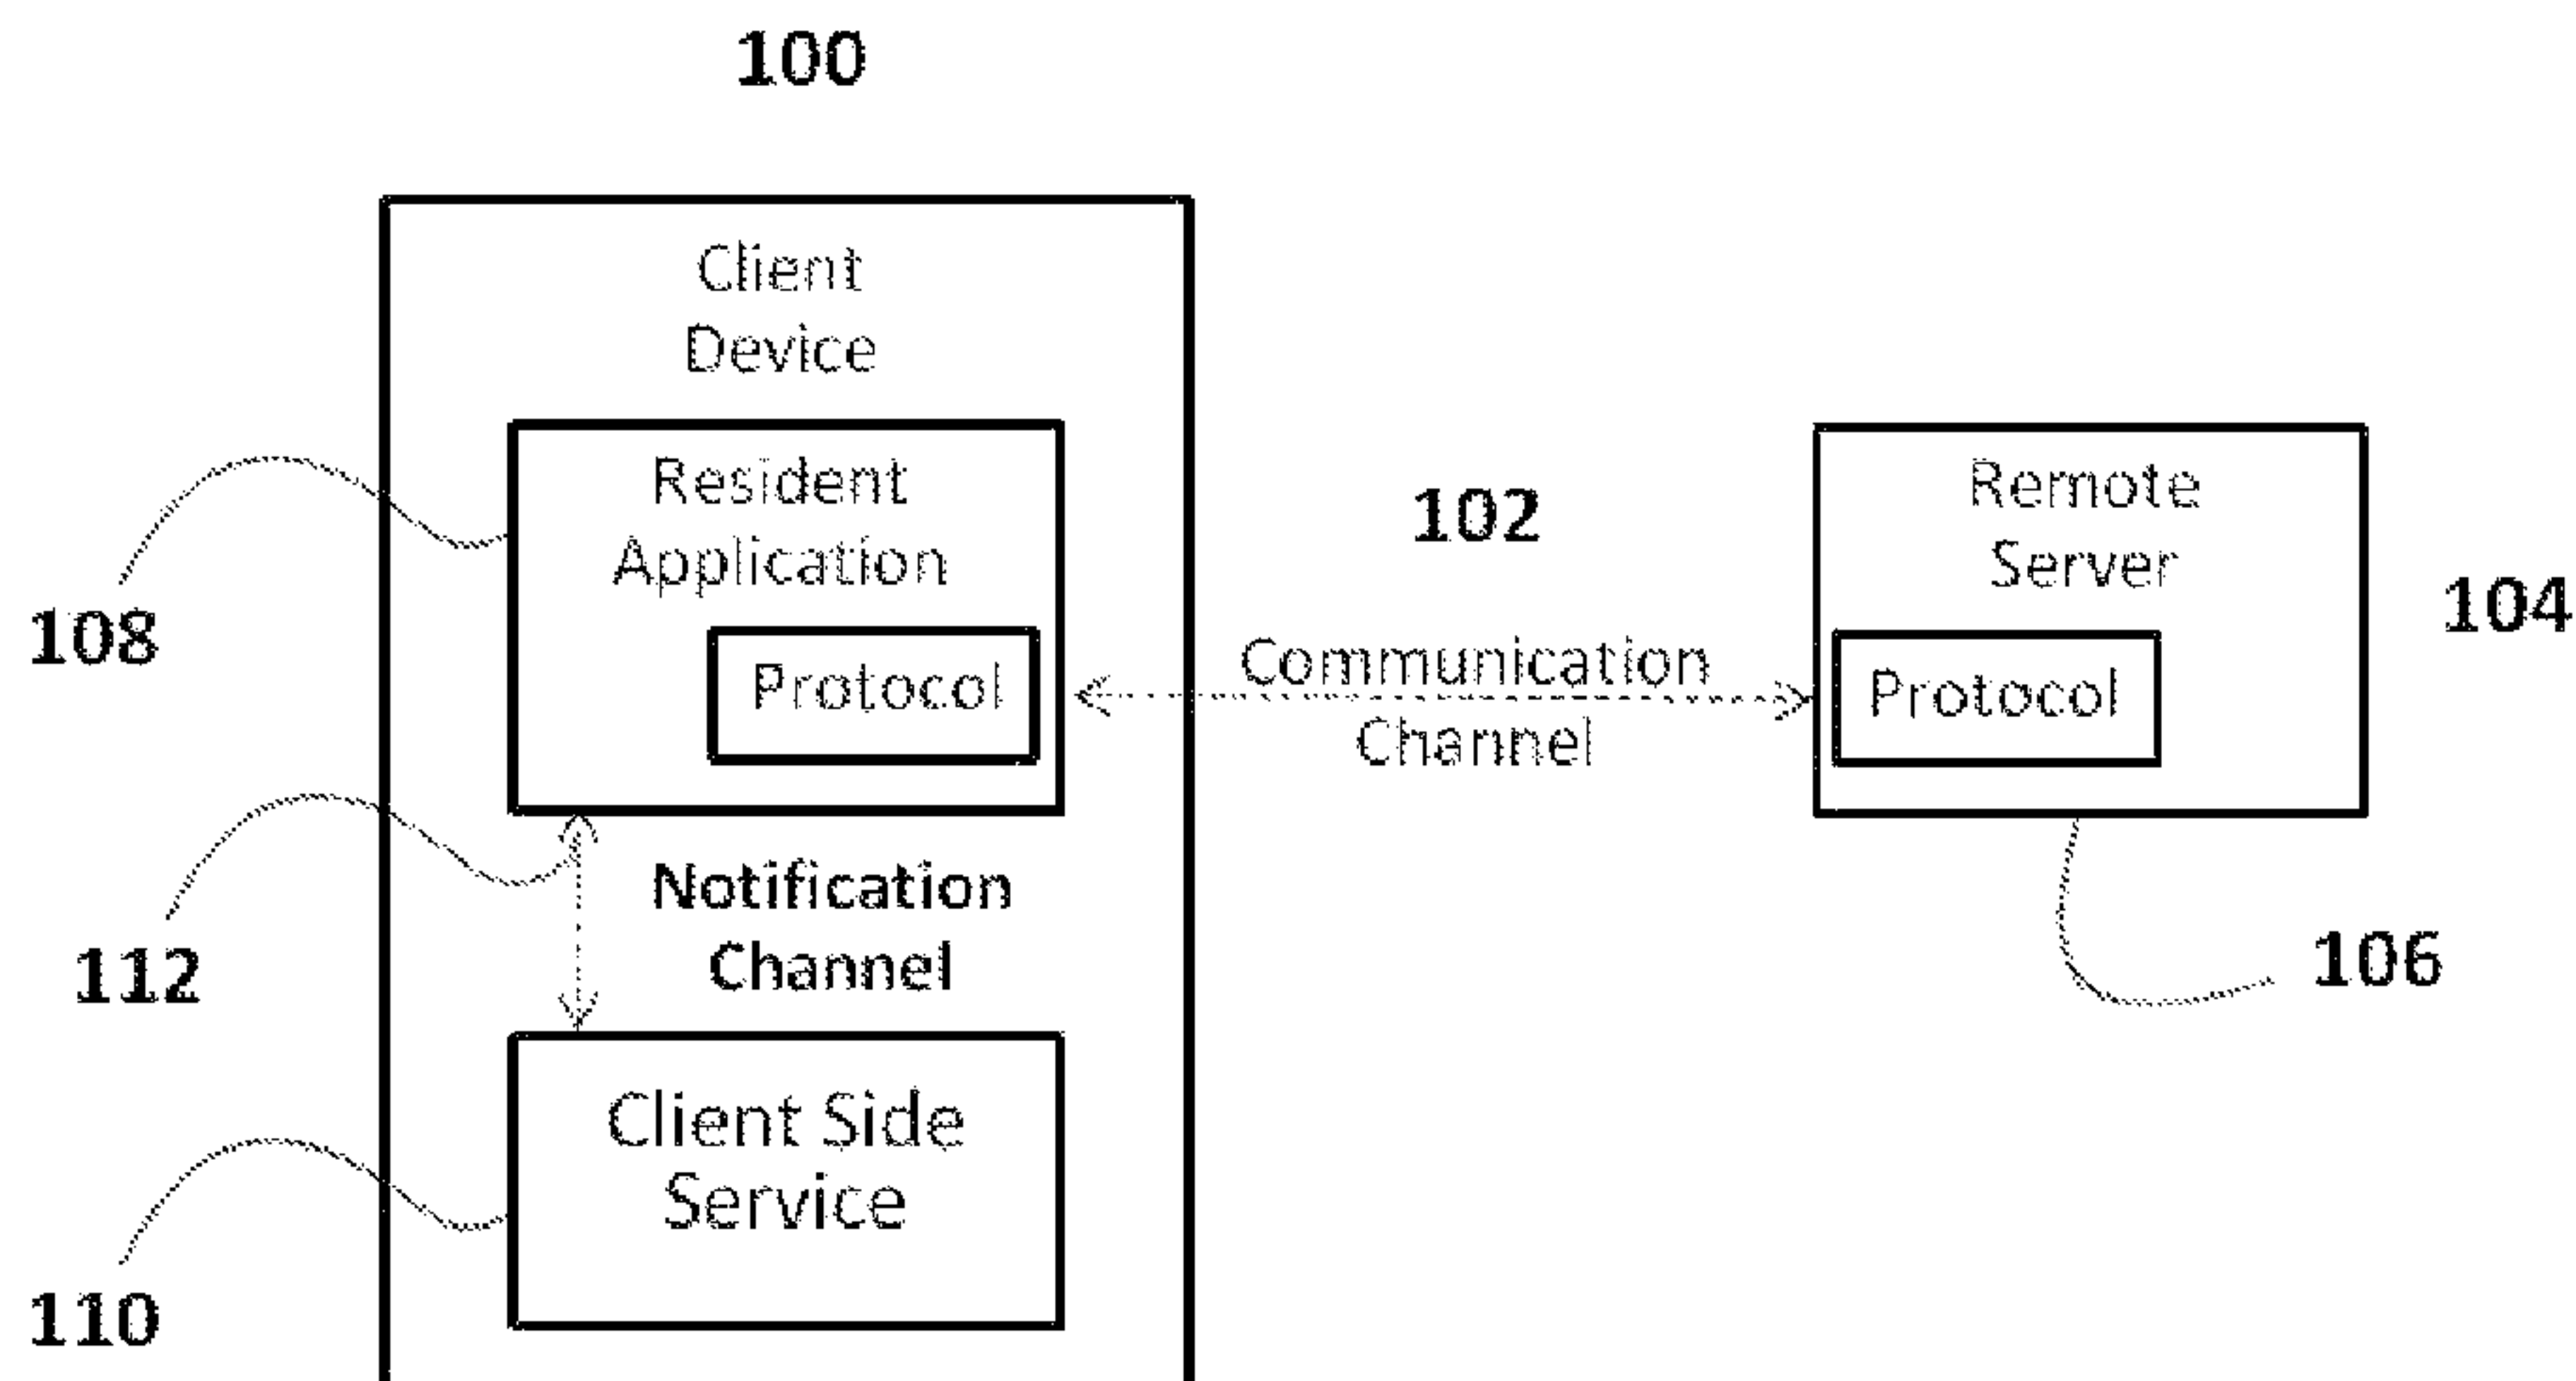 100
Client
Device
Resident
Application
Protocol
108
102
Communication
Channel
Remote
Server
Protocol
104
106
112
Notification
Channel
Client Side
Service
110